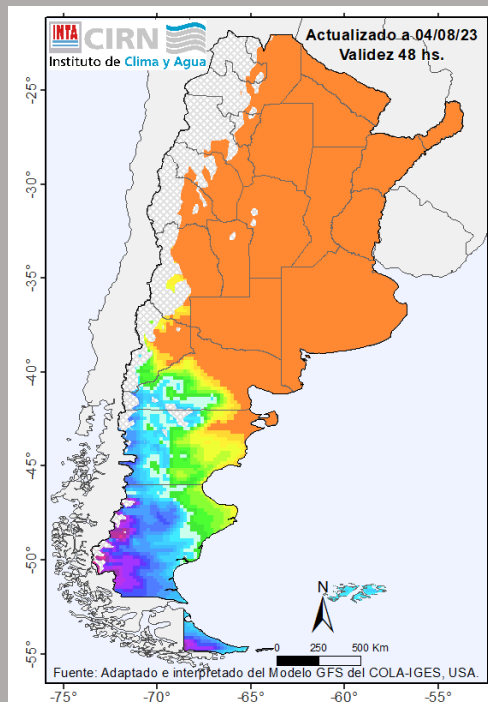 INTA CIRN
Instituto de Clima y Agua
Actualizado a 04/08/23
Validez 48 hs.
-25°
-30°
-35°
-40°
-45°
-50°
-55°
N
0 250 500 Km
Fuente: Adaptado e interpretado del Modelo GFS del COLA-IGES, USA.
-75° -70° -65° -60° -55°